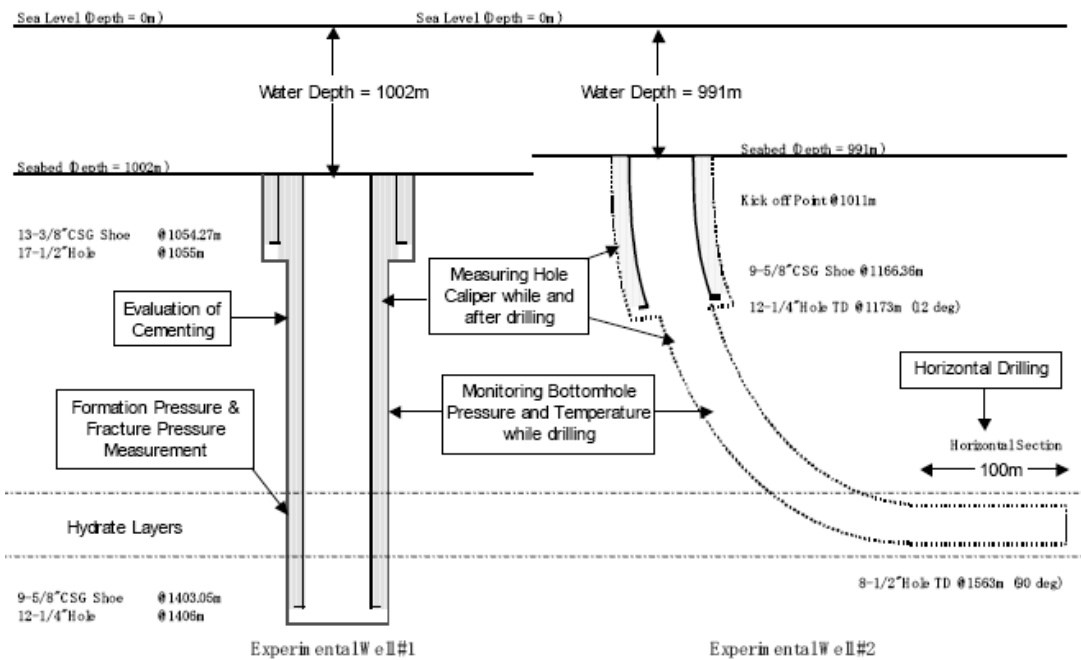 Sea Level (Depth = 0m)
Sea Level (Depth = 0m)
Water Depth = 1002m
Water Depth = 991m
Seabed (Depth = 1002m)
Seabed (Depth = 991m)
Kick off Point @1011m
13-3/8"CSG Shoe @1054.27m
17-1/2"Hole @1055m
Measuring Hole
Caliper while and
after drilling
9-5/8"CSG Shoe @1166.36m
12-1/4"Hole TD @1173m (12 deg)
Evaluation of
Cementing
Horizontal Drilling
Formation Pressure &
Fracture Pressure
Measurement
Monitoring Bottomhole
Pressure and Temperature
while drilling
Horizontal Section
100m
Hydrate Layers
9-5/8"CSG Shoe @1403.05m
12-1/4"Hole @1406m
8-1/2"Hole TD @1563m (90 deg)
Experimental Well#1
Experimental Well#2